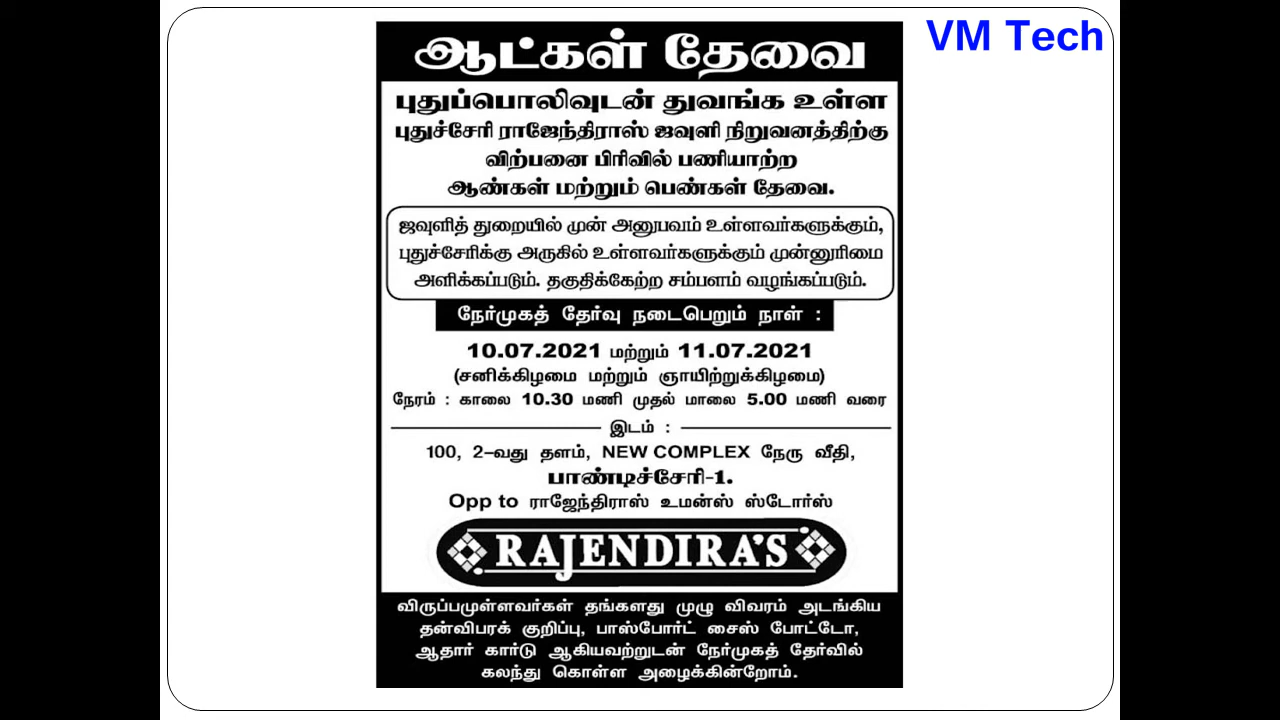 VM Tech
ஆட்கள் தேவை
புதுப்பொலிவுடன் துவங்க உள்ள
புதுச்சேரி ராஜேந்திராஸ் ஜவுளி நிறுவனத்திற்கு
விற்பனை பிரிவில் பணியாற்ற
ஆண்கள் மற்றும் பெண்கள் தேவை.
ஜவுளித் துறையில் முன் அனுபவம் உள்ளவர்களுக்கும்,
புதுச்சேரிக்கு அருகில் உள்ளவர்களுக்கும் முன்னுரிமை
அளிக்கப்படும். தகுதிக்கேற்ற சம்பளம் வழங்கப்படும்.
நேர்முகத் தேர்வு நடைபெறும் நாள் :
10.07.2021 மற்றும் 11.07.2021
(சனிக்கிழமை மற்றும் ஞாயிற்றுக்கிழமை)
நேரம் : காலை 10.30 மணி முதல் மாலை 5.00 மணி வரை
இடம் :
100, 2-வது தளம், NEW COMPLEX நேரு வீதி,
பாண்டிச்சேரி-1.
Opp to ராஜேந்திராஸ் உமன்ஸ் ஸ்டோர்ஸ்
RAJENDIRA'S
விருப்பமுள்ளவர்கள் தங்களது முழு விவரம் அடங்கிய
தன்விபரக் குறிப்பு, பாஸ்போர்ட் சைஸ் போட்டோ,
ஆதார் கார்டு ஆகியவற்றுடன் நேர்முகத் தேர்வில்
கலந்து கொள்ள அழைக்கின்றோம்.